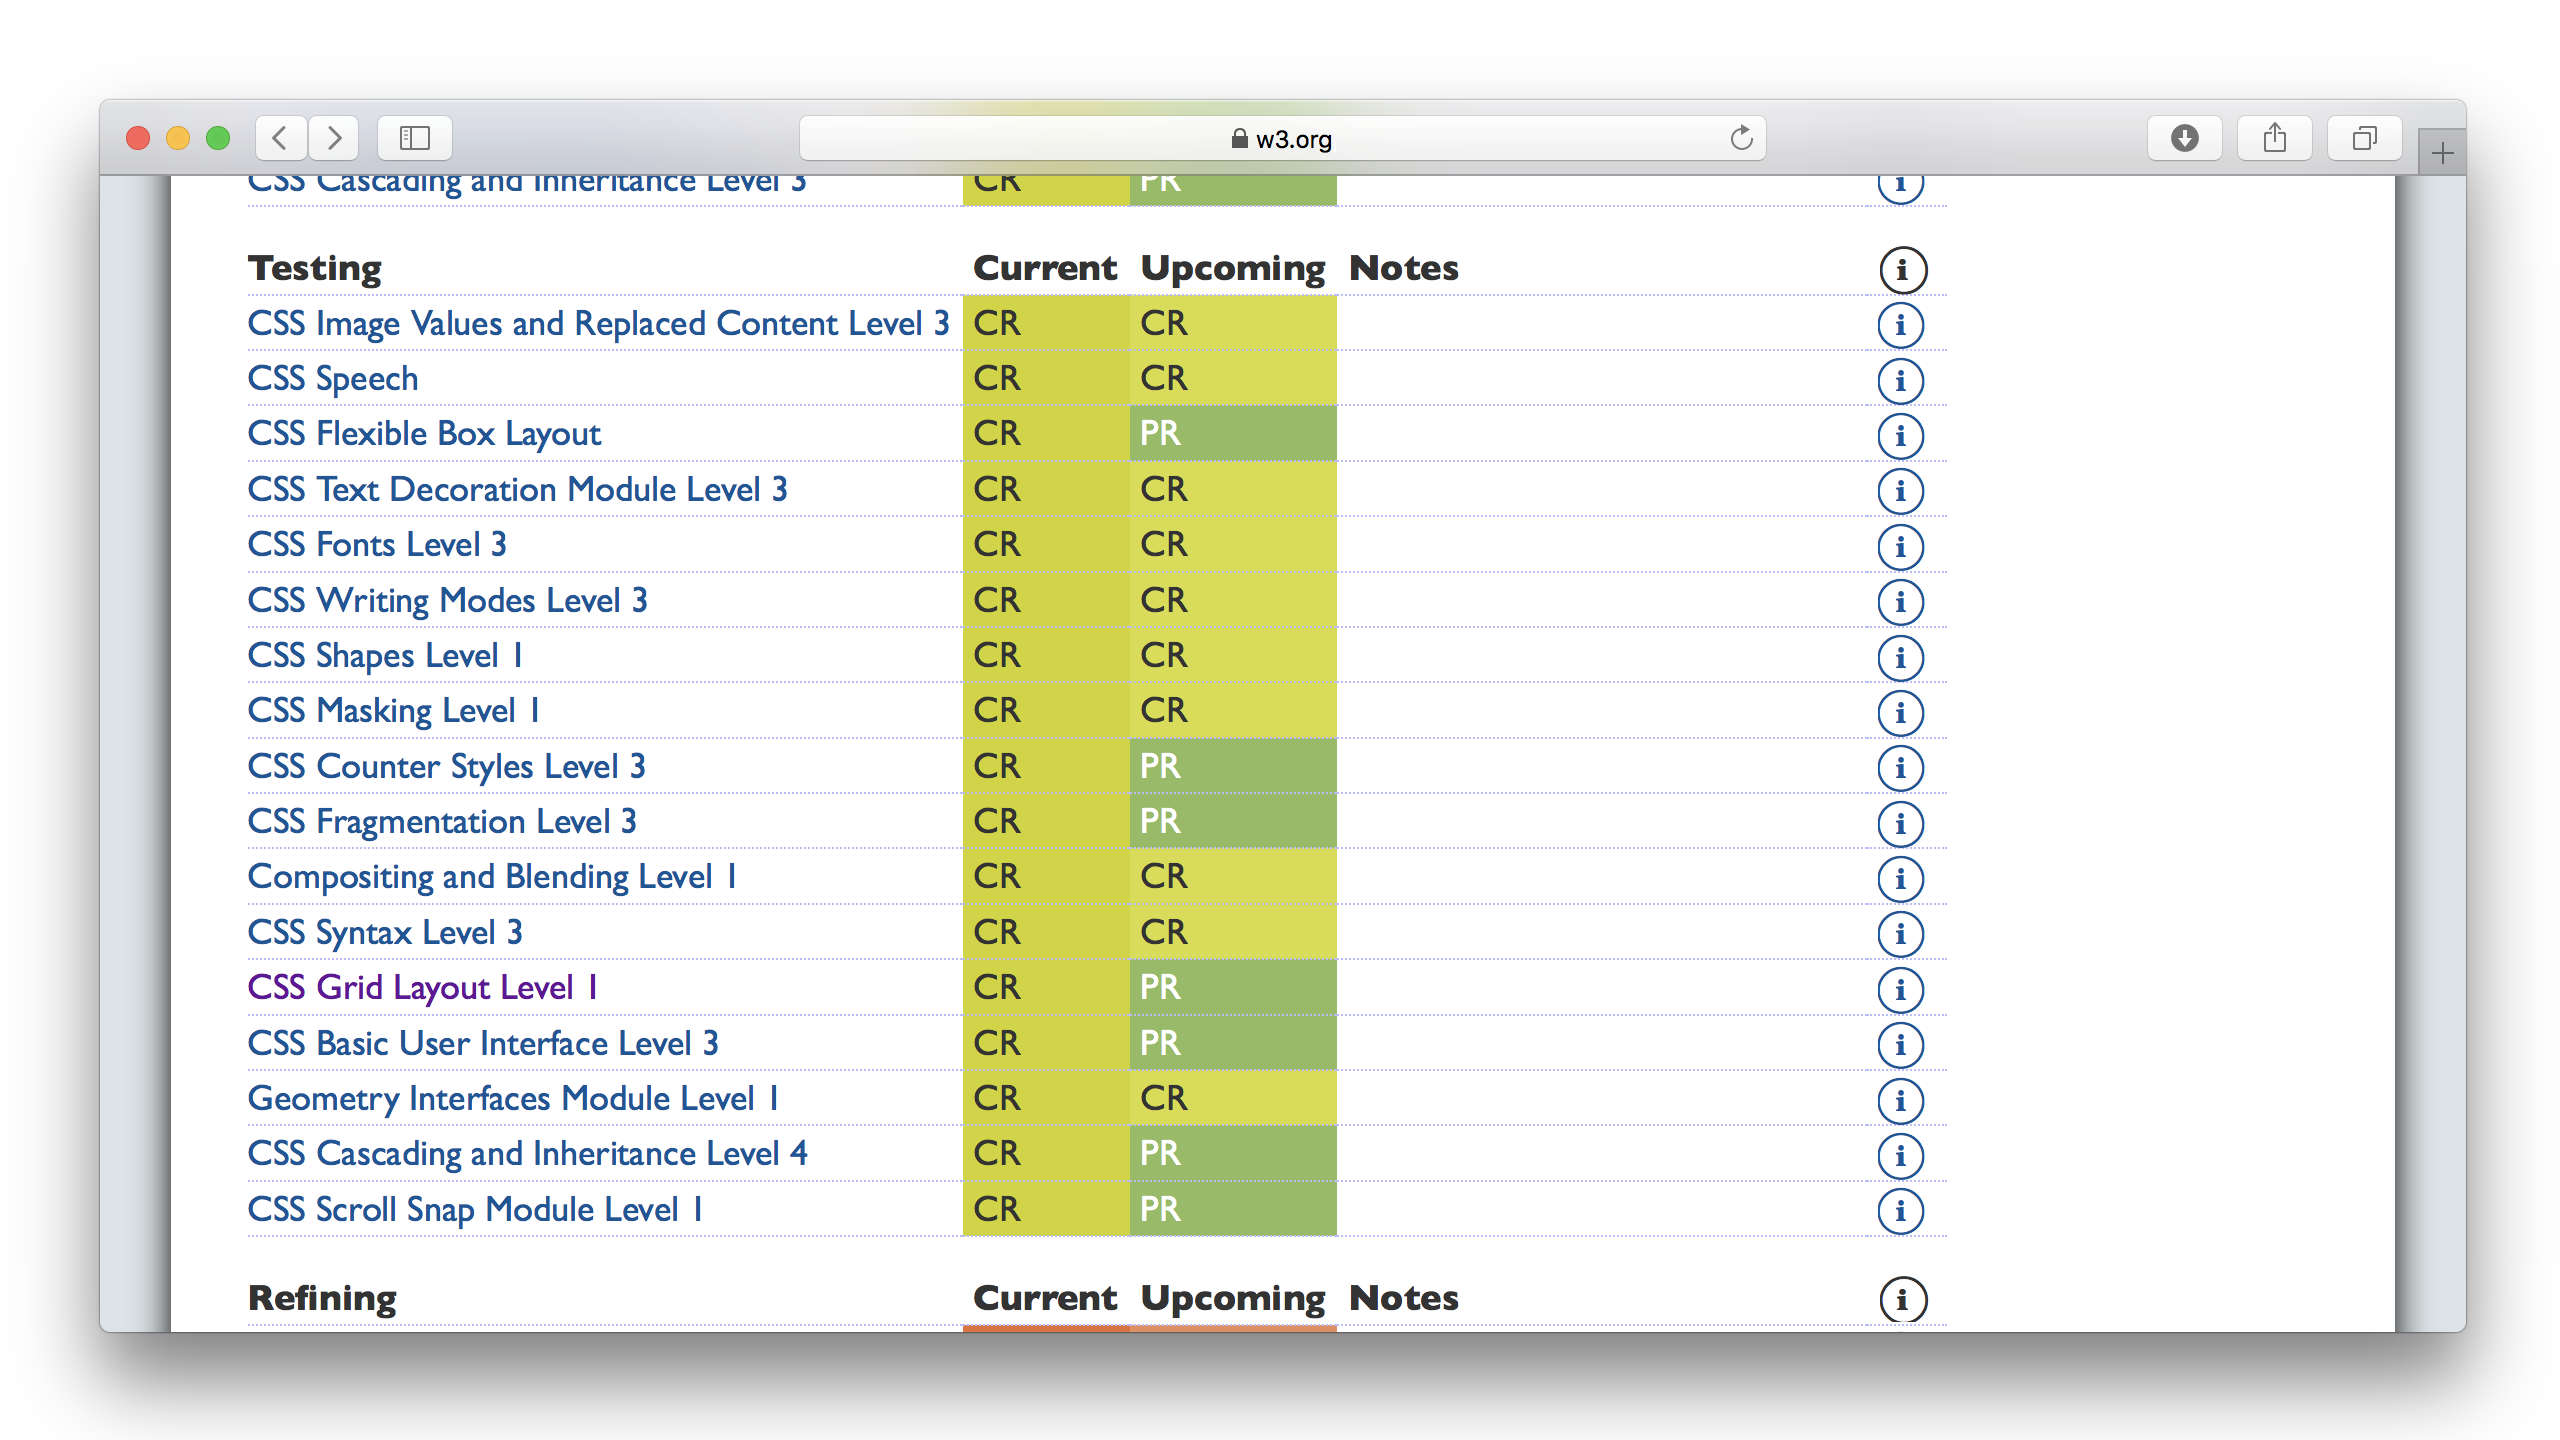 w3.org
CSS Cascading and Inheritance Level 3 CR PR i
Testing Current Upcoming Notes i
CSS Image Values and Replaced Content Level 3 CR CR i
CSS Speech CR CR i
CSS Flexible Box Layout CR PR i
CSS Text Decoration Module Level 3 CR CR i
CSS Fonts Level 3 CR CR i
CSS Writing Modes Level 3 CR CR i
CSS Shapes Level 1 CR CR i
CSS Masking Level 1 CR CR i
CSS Counter Styles Level 3 CR PR i
CSS Fragmentation Level 3 CR PR i
Compositing and Blending Level 1 CR CR i
CSS Syntax Level 3 CR CR i
CSS Grid Layout Level 1 CR PR i
CSS Basic User Interface Level 3 CR PR i
Geometry Interfaces Module Level 1 CR CR i
CSS Cascading and Inheritance Level 4 CR PR i
CSS Scroll Snap Module Level 1 CR PR i
Refining Current Upcoming Notes i